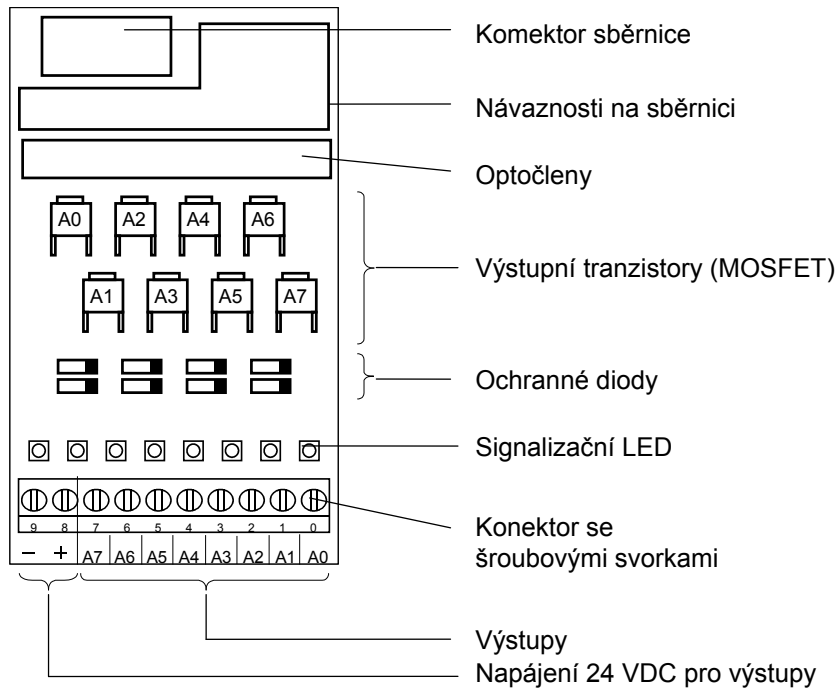 Komektor sběrnice
Návaznosti na sběrnici
Optočleny
A0 A2 A4 A6
Výstupní tranzistory (MOSFET)
A1 A3 A5 A7
Ochranné diody
Signalizační LED
9 8 7 6 5 4 3 2 1 0
Konektor se
šroubovými svorkami
− + A7 A6 A5 A4 A3 A2 A1 A0
Výstupy
Napájení 24 VDC pro výstupy